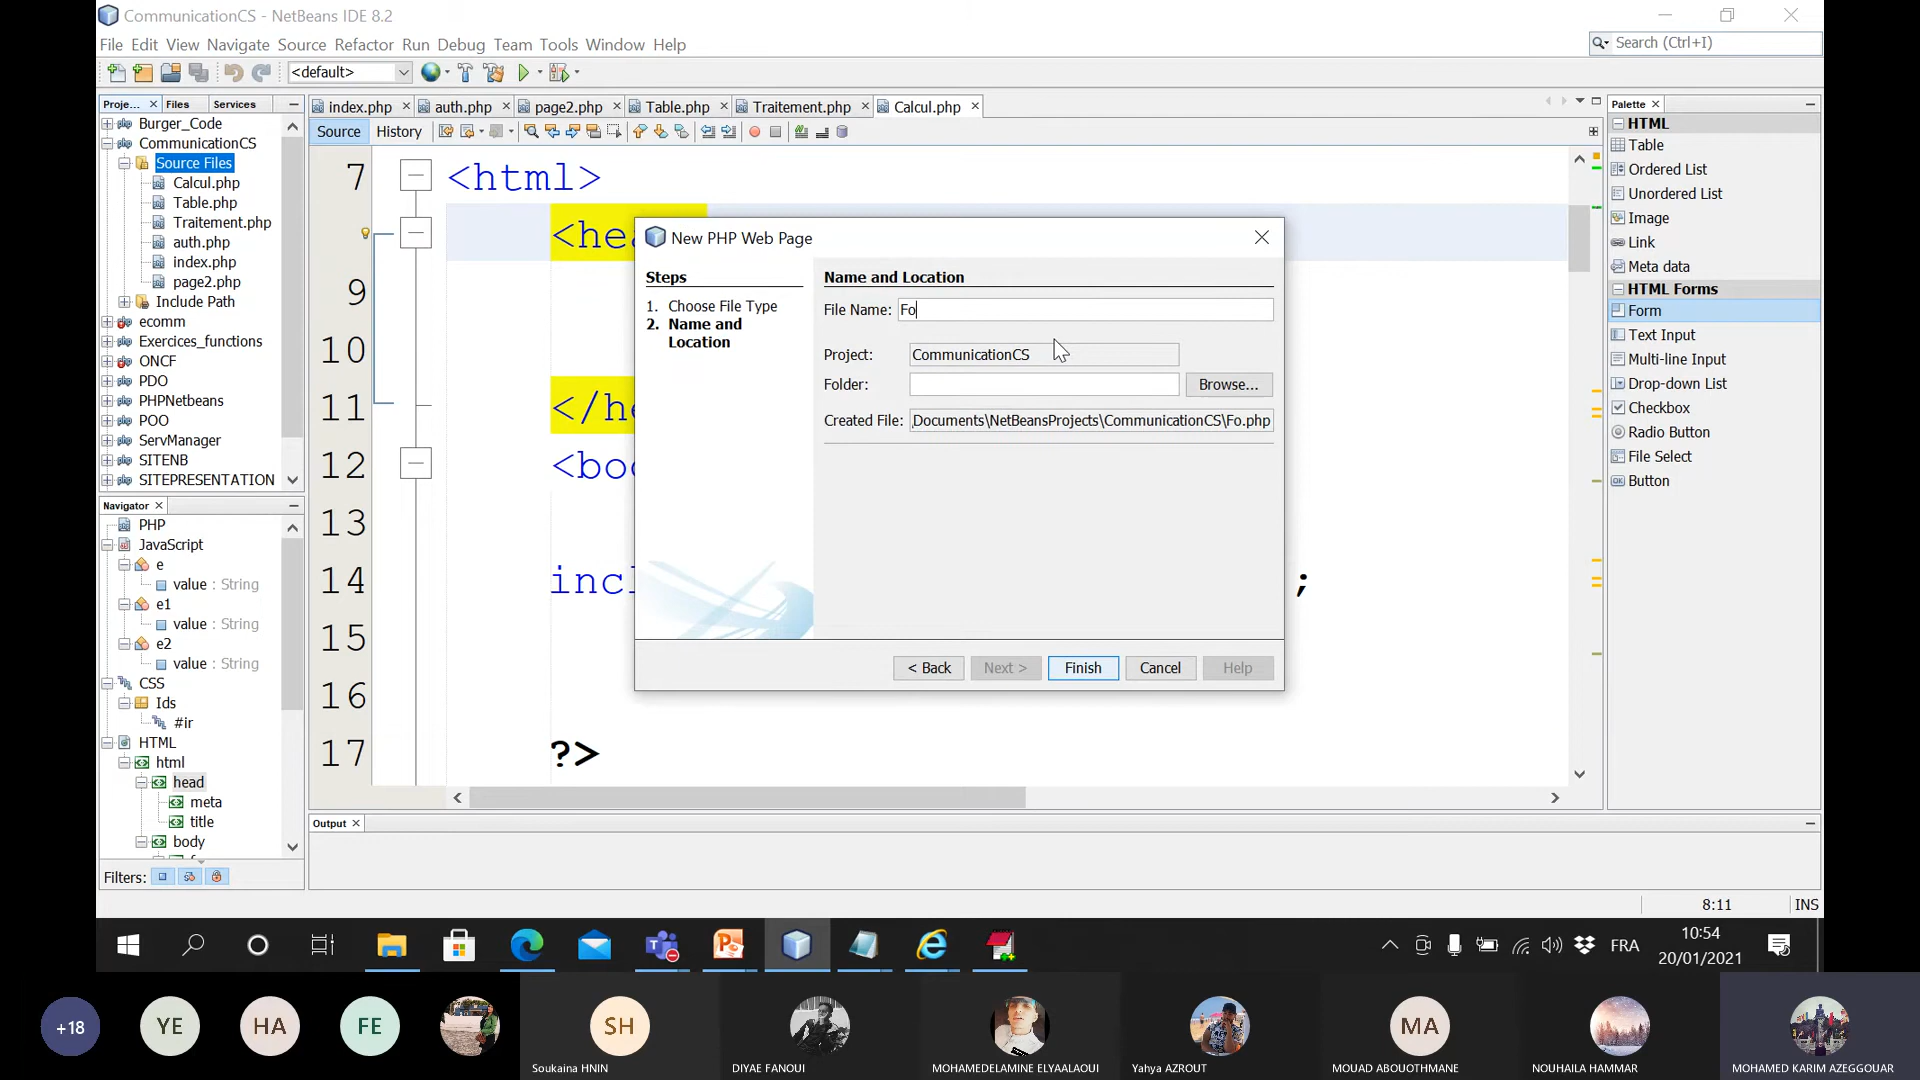 CommunicationCS - NetBeans IDE 8.2
File Edit View Navigate Source Refactor Run Debug Team Tools Window Help
Search (Ctrl+I)
<default>
Proje... Files Services
index.php auth.php page2.php Table.php Traitement.php Calcul.php
Source History
Burger_Code
CommunicationCS
Source Files
Calcul.php
Table.php
Traitement.php
auth.php
index.php
page2.php
Include Path
ecomm
Exercices_functions
ONCF
PDO
PHPNetbeans
POO
ServManager
SITENB
SITEPRESENTATION
Navigator
PHP
JavaScript
e
value : String
e1
value : String
e2
value : String
CSS
Ids
#ir
HTML
html
head
meta
title
body
Filters:
7 <html>
<hea
9
10
11 </he
12 <bod
13
14 incl ;
15
16
17 ?>
New PHP Web Page
Steps
1. Choose File Type
2. Name and
Location
Name and Location
File Name: Fo
Project: CommunicationCS
Folder: Browse...
Created File: Documents\NetBeansProjects\CommunicationCS\Fo.php
< Back Next > Finish Cancel Help
Palette
HTML
Table
Ordered List
Unordered List
Image
Link
Meta data
HTML Forms
Form
Text Input
Multi-line Input
Drop-down List
Checkbox
Radio Button
File Select
Button
Output
8:11 INS
FRA
10:54
20/01/2021
+18 YE HA FE SH MA
Soukaina HNIN DIYAE FANOUI MOHAMEDELAMINE ELYAALAOUI Yahya AZROUT MOUAD ABOUOTHMANE NOUHAILA HAMMAR MOHAMED KARIM AZEGGOUAR